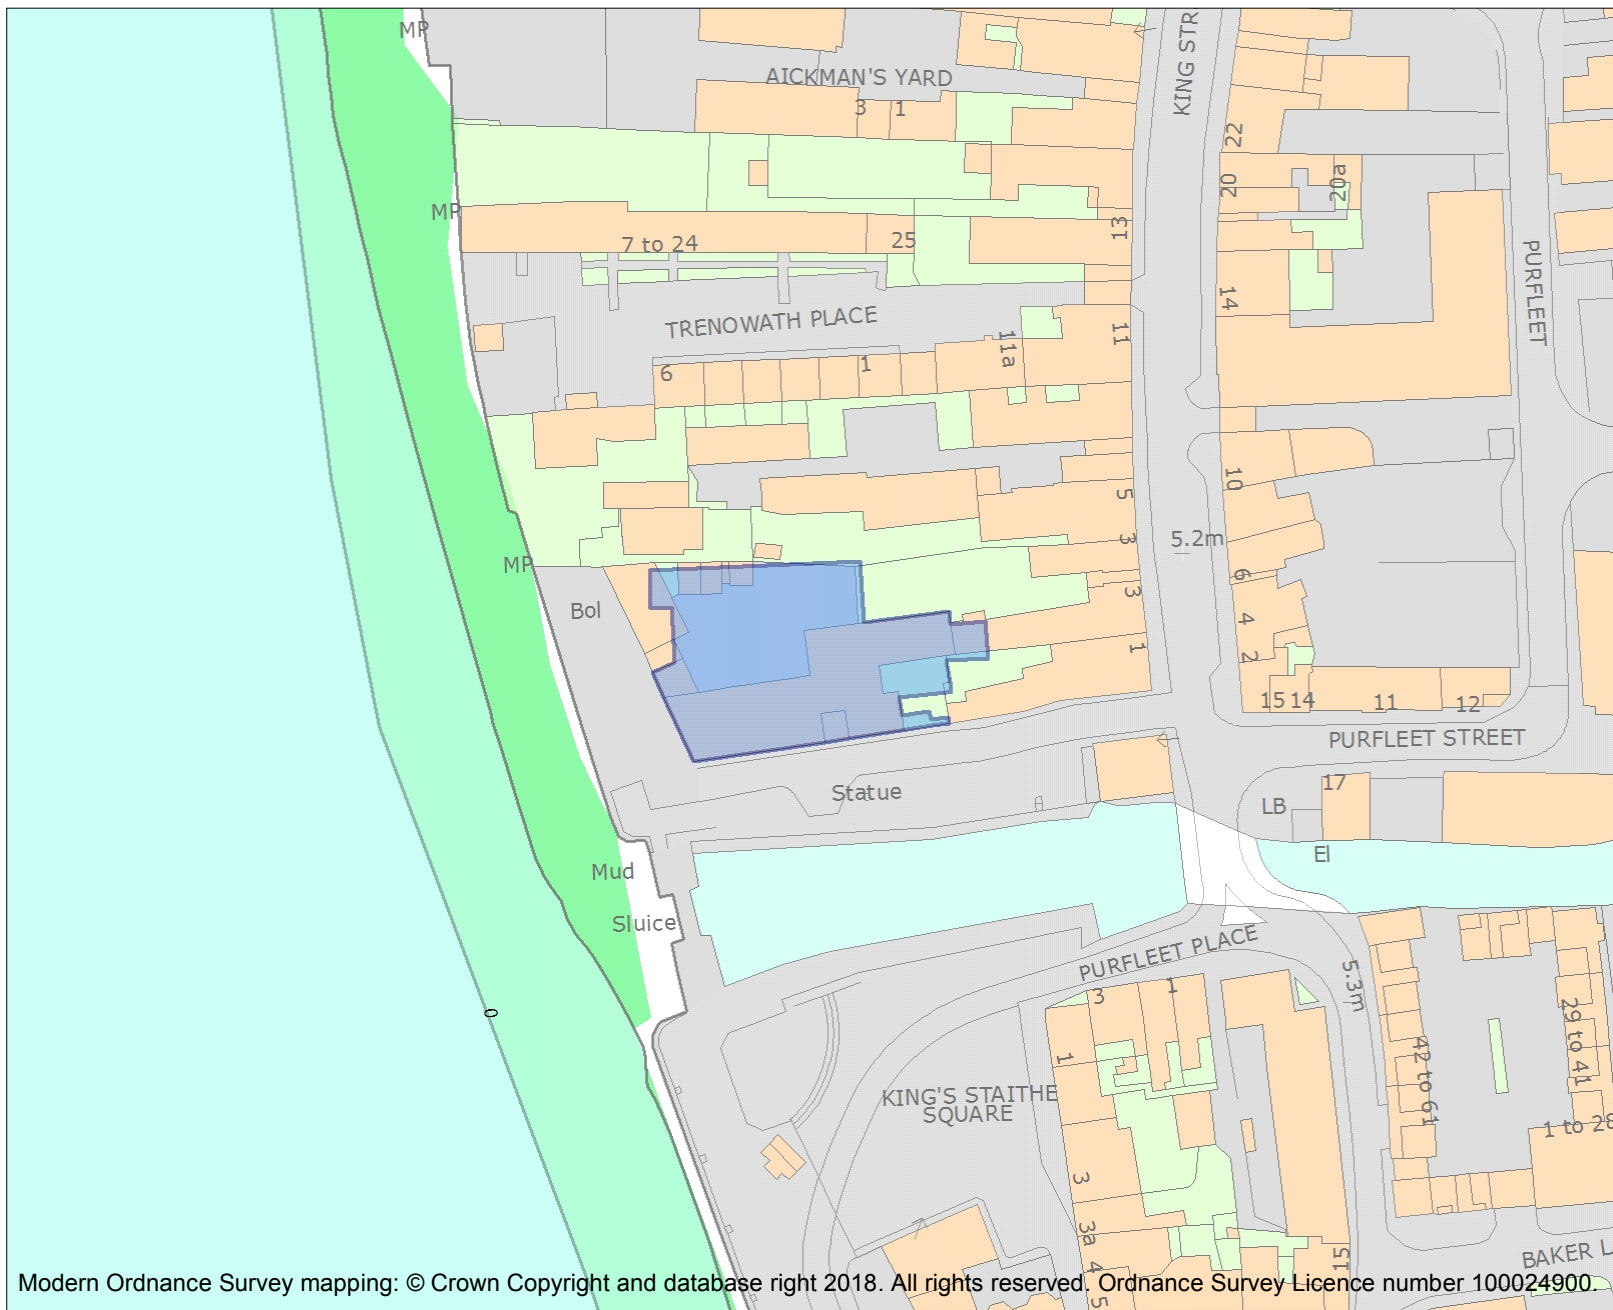 MP
KING STR
AICKMAN'S YARD
3
1
22
20
20a
MP
13
7 to 24
25
PURFLEET
14
TRENOWATH PLACE
11
11a
6
1
10
5
3
5.2m
MP
6
Bol
3
4
1
2
15
14
11
12
PURFLEET STREET
17
Statue
LB
El
Mud
Sluice
PURFLEET PLACE
5.3m
3
1
0
29 to 41
1
42 to 61
KING'S STAITHE
SQUARE
1 to 28
3
3a
15
BAKER L
4
5
Modern Ordnance Survey mapping: © Crown Copyright and database right 2018. All rights reserved. Ordnance Survey Licence number 100024900.